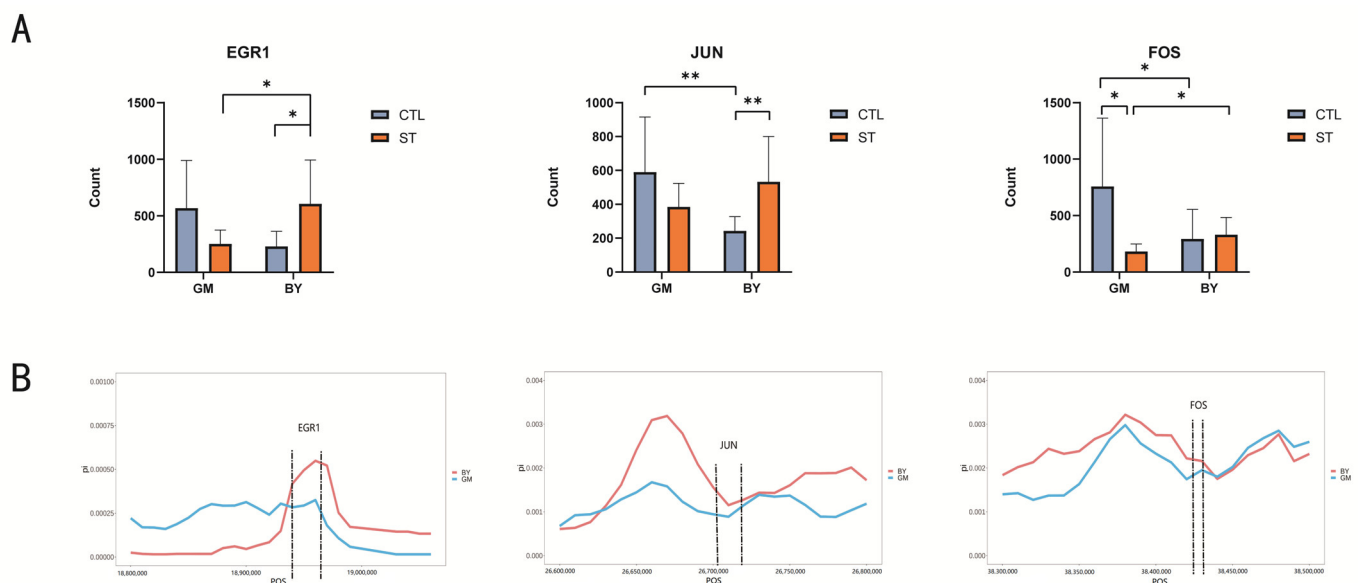 A
EGR1
JUN
FOS
*
*
**
**
*
*
*
CTL
ST
CTL
ST
CTL
ST
Count
1500
1000
500
0
GM
BY
Count
1000
800
600
400
200
0
GM
BY
Count
1500
1000
500
0
GM
BY
B
pi
0.00100
0.00075
0.00050
0.00025
0.00000
EGR1
BY
GM
18,800,000
18,900,000
19,000,000
POS
pi
0.004
0.003
0.002
0.001
0.000
JUN
BY
GM
26,600,000
26,650,000
26,700,000
26,750,000
26,800,000
POS
pi
0.004
0.003
0.002
0.001
0.000
FOS
BY
GM
38,300,000
38,350,000
38,400,000
38,450,000
38,500,000
POS